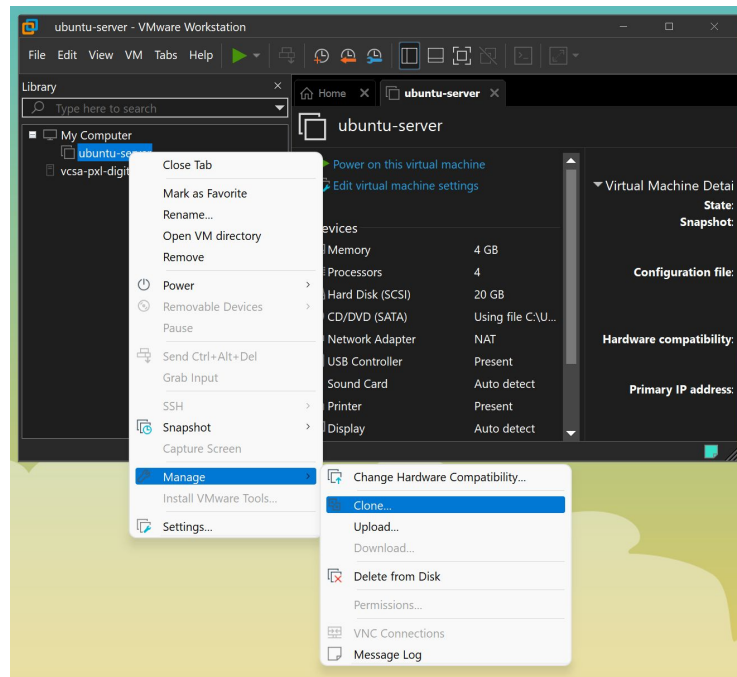 ubuntu-server - VMware Workstation
File Edit View VM Tabs Help
Library
Type here to search
My Computer
ubuntu-server
vcsa-pxl-digit
Home
ubuntu-server
ubuntu-server
Power on this virtual machine
Edit virtual machine settings
evices
Memory 4 GB
Processors 4
Hard Disk (SCSI) 20 GB
CD/DVD (SATA) Using file C:\U...
Network Adapter NAT
USB Controller Present
Sound Card Auto detect
Printer Present
Display Auto detect
Virtual Machine Detai
State:
Snapshot:
Configuration file:
Hardware compatibility:
Primary IP address:
Close Tab
Mark as Favorite
Rename...
Open VM directory
Remove
Power
Removable Devices
Pause
Send Ctrl+Alt+Del
Grab Input
SSH
Snapshot
Capture Screen
Manage
Install VMware Tools...
Settings...
Change Hardware Compatibility...
Clone...
Upload...
Download...
Delete from Disk
Permissions...
VNC Connections
Message Log